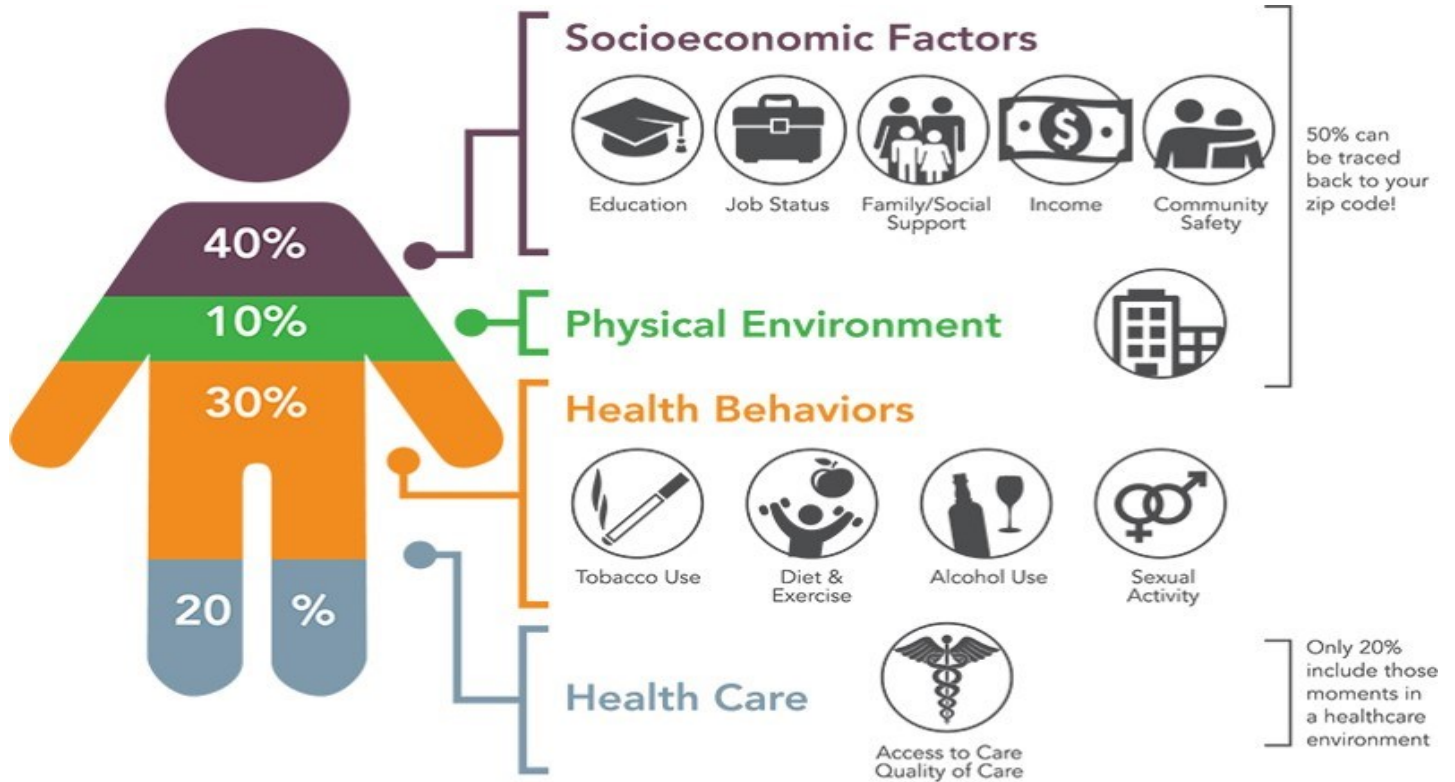 Socioeconomic Factors
Education
Job Status
Family/Social
Support
Income
Community
Safety
50% can
be traced
back to your
zip code!
40%
10%
Physical Environment
30%
Health Behaviors
Tobacco Use
Diet &
Exercise
Alcohol Use
Sexual
Activity
20 %
Health Care
Access to Care
Quality of Care
Only 20%
include those
moments in
a healthcare
environment
$